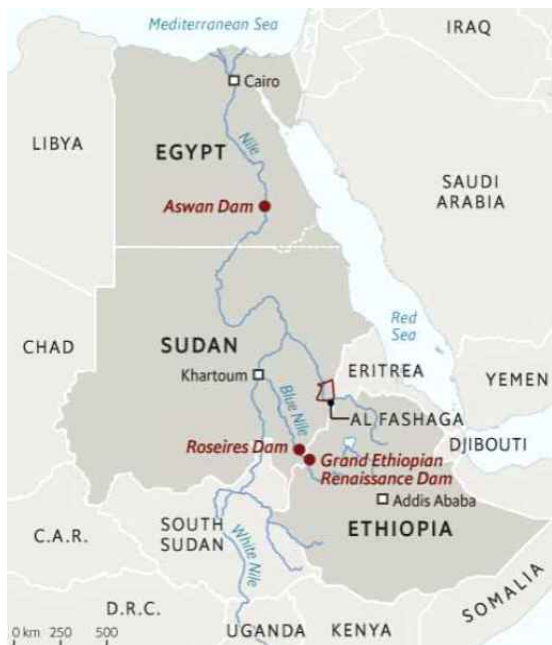 Mediterranean Sea
IRAQ
Cairo
LIBYA
EGYPT
Nile
SAUDI
ARABIA
Aswan Dam
Red
Sea
CHAD
SUDAN
ERITREA
YEMEN
Khartoum
Blue Nile
AL FASHAGA
DJIBOUTI
Roseires Dam
Grand Ethiopian
Renaissance Dam
Addis Ababa
C.A.R.
SOUTH
SUDAN
White Nile
ETHIOPIA
SOMALIA
D.R.C.
UGANDA
KENYA
0 km 250 500